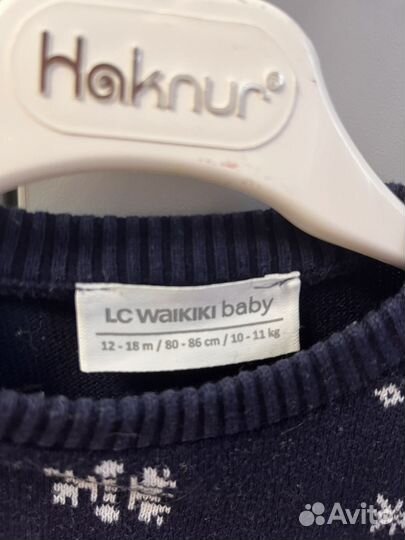 Haknur®
LC WAIKIKI baby
12 - 18 m / 80 - 86 cm / 10 - 11 kg
Avito